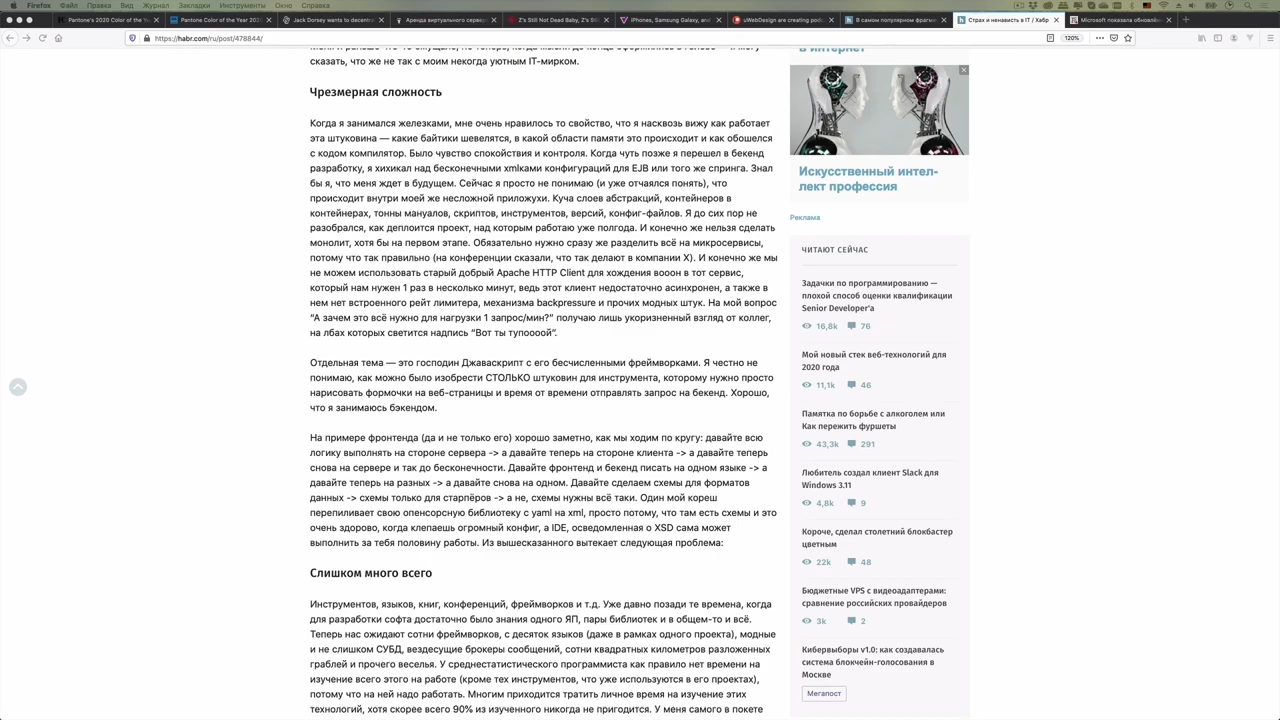 Firefox Файл Правка Вид Журнал Закладки Инструменты Окно Справка
Pantone's 2020 Color of the Y
Pantone Color of the Year 202
Jack Dorsey wants to decentr
Аренда виртуального сервер
Z's Still Not Dead Baby, Z's Sti
iPhones, Samsung Galaxy, and
uWebDesign are creating podc
В самом популярном фрагме
Страх и ненависть в IT / Хабр
Microsoft показала обновлён
https://habr.com/ru/post/478844/
120%
сказать, что же не так с моим некогда уютным IT-мирком.
Чрезмерная сложность
Когда я занимался железками, мне очень нравилось то свойство, что я насквозь вижу как работает
эта штуковина — какие байтики шевелятся, в какой области памяти это происходит и как обошелся
с кодом компилятор. Было чувство спокойствия и контроля. Когда чуть позже я перешел в бекенд
разработку, я хихикал над бесконечными xmlками конфигураций для EJB или того же спринга. Знал
бы я, что меня ждет в будущем. Сейчас я просто не понимаю (и уже отчаялся понять), что
происходит внутри моей же несложной приложухи. Куча слоев абстракций, контейнеров в
контейнерах, тонны мануалов, скриптов, инструментов, версий, конфиг-файлов. Я до сих пор не
разобрался, как деплоится проект, над которым работаю уже полгода. И конечно же нельзя сделать
монолит, хотя бы на первом этапе. Обязательно нужно сразу же разделить всё на микросервисы,
потому что так правильно (на конференции сказали, что так делают в компании X). И конечно же мы
не можем использовать старый добрый Apache HTTP Client для хождения вооон в тот сервис,
который нам нужен 1 раз в несколько минут, ведь этот клиент недостаточно асинхронен, а также в
нем нет встроенного рейт лимитера, механизма backpressure и прочих модных штук. На мой вопрос
“А зачем это всё нужно для нагрузки 1 запрос/мин?” получаю лишь укоризненный взгляд от коллег,
на лбах которых светится надпись “Вот ты тупоооой”.
Отдельная тема — это господин Джаваскрипт с его бесчисленными фреймворками. Я честно не
понимаю, как можно было изобрести СТОЛЬКО штуковин для инструмента, которому нужно просто
нарисовать формочки на веб-страницы и время от времени отправлять запрос на бекенд. Хорошо,
что я занимаюсь бэкендом.
На примере фронтенда (да и не только его) хорошо заметно, как мы ходим по кругу: давайте всю
логику выполнять на стороне сервера -> а давайте теперь на стороне клиента -> а давайте теперь
снова на сервере и так до бесконечности. Давайте фронтенд и бекенд писать на одном языке -> а
давайте теперь на разных -> а давайте снова на одном. Давайте сделаем схемы для форматов
данных -> схемы только для старпёров -> а не, схемы нужны всё таки. Один мой кореш
перепиливает свою опенсорсную библиотеку с yaml на xml, просто потому, что там есть схемы и это
очень здорово, когда клепаешь огромный конфиг, а IDE, осведомленная о XSD сама может
выполнить за тебя половину работы. Из вышесказанного вытекает следующая проблема:
Слишком много всего
Инструментов, языков, книг, конференций, фреймворков и т.д. Уже давно позади те времена, когда
для разработки софта достаточно было знания одного ЯП, пары библиотек и в общем-то и всё.
Теперь нас ожидают сотни фреймворков, с десяток языков (даже в рамках одного проекта), модные
и не слишком СУБД, вездесущие брокеры сообщений, сотни квадратных километров разложенных
граблей и прочего веселья. У среднестатистического программиста как правило нет времени на
изучение всего этого на работе (кроме тех инструментов, что уже используются в его проектах),
потому что на ней надо работать. Многим приходится тратить личное время на изучение этих
технологий, хотя скорее всего 90% из изученного никогда не пригодится. У меня самого в покете
в интернет
Искусственный интел-
лект профессия
Реклама
ЧИТАЮТ СЕЙЧАС
Задачки по программированию —
плохой способ оценки квалификации
Senior Developer'a
16,8k 76
Мой новый стек веб-технологий для
2020 года
11,1k 46
Памятка по борьбе с алкоголем или
Как пережить фуршеты
43,3k 291
Любитель создал клиент Slack для
Windows 3.11
4,8k 9
Короче, сделал столетний блокбастер
цветным
22k 48
Бюджетные VPS с видеоадаптерами:
сравнение российских провайдеров
3k 2
Кибервыборы v1.0: как создавалась
система блокчейн-голосования в
Москве
Мегапост